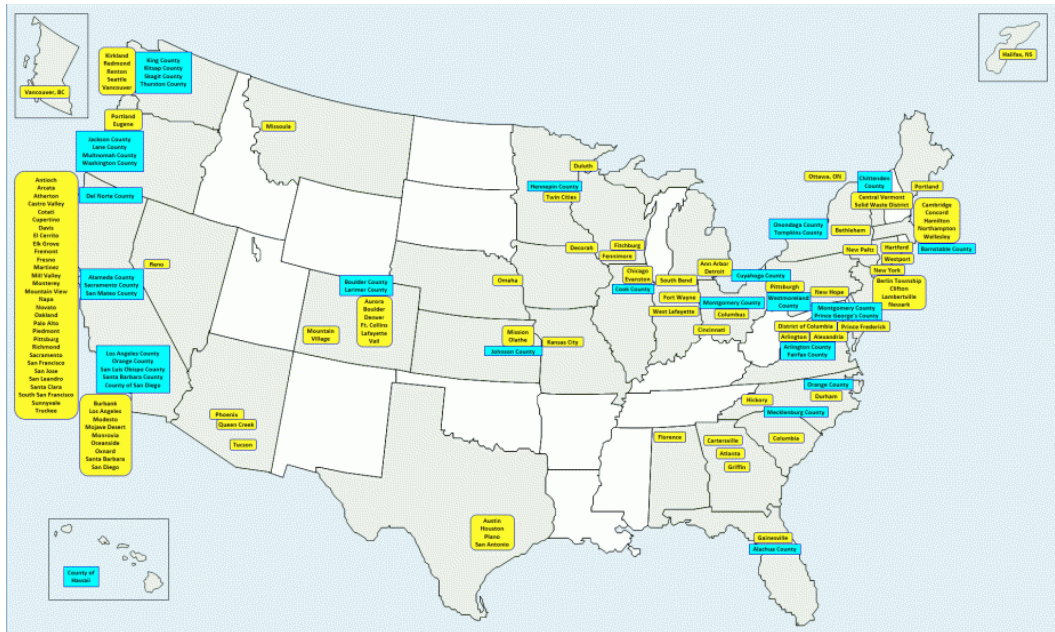 Vancouver, BC
Kirkland
Redmond
Renton
Seattle
Vancouver
King County
Kitsap County
Skagit County
Thurston County
Portland
Eugene
Jackson County
Lane County
Multnomah County
Washington County
Antioch
Arcata
Atherton
Castro Valley
Cotati
Cupertino
Davis
El Cerrito
Elk Grove
Fremont
Fresno
Martinez
Mill Valley
Monterey
Mountain View
Napa
Novato
Oakland
Palo Alto
Piedmont
Pittsburg
Richmond
Sacramento
San Francisco
San Jose
San Leandro
Santa Clara
South San Francisco
Sunnyvale
Truckee
Del Norte County
Alameda County
Sacramento County
San Mateo County
Los Angeles County
Orange County
San Luis Obispo County
Santa Barbara County
County of San Diego
Burbank
Los Angeles
Modesto
Mojave Desert
Monrovia
Oceanside
Oxnard
Santa Barbara
San Diego
County of
Hawaii
Reno
Missoula
Phoenix
Queen Creek
Tucson
Mountain
Village
Boulder County
Larimer County
Aurora
Boulder
Denver
Ft. Collins
Lafayette
Vail
Austin
Houston
Plano
San Antonio
Omaha
Mission
Olathe
Kansas City
Johnson County
Duluth
Hennepin County
Twin Cities
Decorah
Fitchburg
Fennimore
Chicago
Evanston
Cook County
South Bend
Fort Wayne
West Lafayette
Ann Arbor
Detroit
Cuyahoga County
Montgomery County
Columbus
Cincinnati
Pittsburgh
Westmoreland
County
New Hope
Montgomery County
Prince George's County
District of Columbia
Prince Frederick
Arlington
Alexandria
Arlington County
Fairfax County
Orange County
Durham
Hickory
Mecklenburg County
Columbia
Florence
Cartersville
Atlanta
Griffin
Gainesville
Alachua County
Ottawa, ON
Chittenden
County
Central Vermont
Solid Waste District
Portland
Cambridge
Concord
Hamilton
Northampton
Wellesley
Barnstable County
Onondaga County
Tompkins County
Bethleham
New Paltz
Hartford
Westport
New York
Berlin Township
Clifton
Lambertville
Newark
Halifax, NS